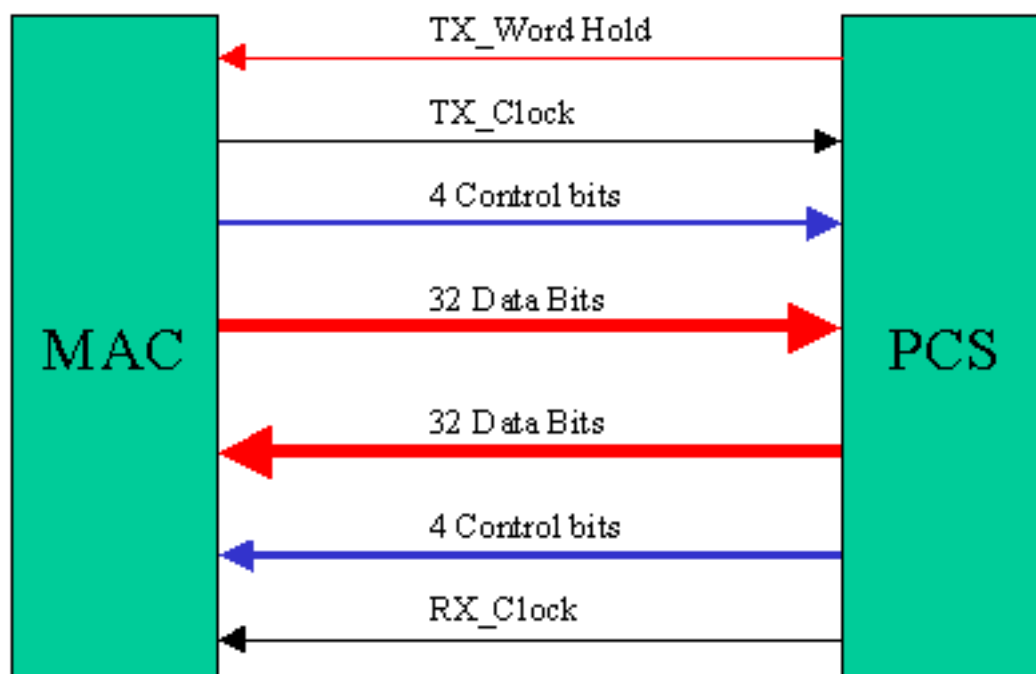 TX_Word Hold
TX_Clock
4 Control bits
32 Data Bits
MAC
PCS
32 Data Bits
4 Control bits
RX_Clock